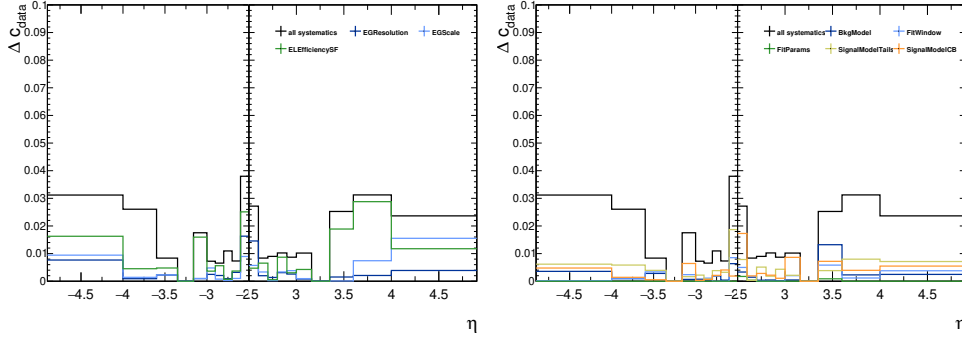 Δ c_data
0.1
0.09
0.08
0.07
0.06
0.05
0.04
0.03
0.02
0.01
0
all systematics EGResolution EGScale
ELEfficiencySF
−4.5 −4 −3.5 −3 −2.5 3 3.5 4 4.5
η
Δ c_data
0.1
0.09
0.08
0.07
0.06
0.05
0.04
0.03
0.02
0.01
0
all systematics BkgModel FitWindow
FitParams SignalModelTails SignalModelCB
−4.5 −4 −3.5 −3 −2.5 3 3.5 4 4.5
η